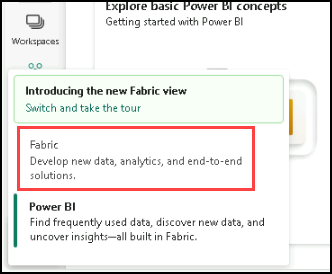 Explore basic Power BI concepts
Getting started with Power BI
Workspaces
Introducing the new Fabric view
Switch and take the tour
Fabric
Develop new data, analytics, and end-to-end
solutions.
Power BI
Find frequently used data, discover new data, and
uncover insights—all built in Fabric.